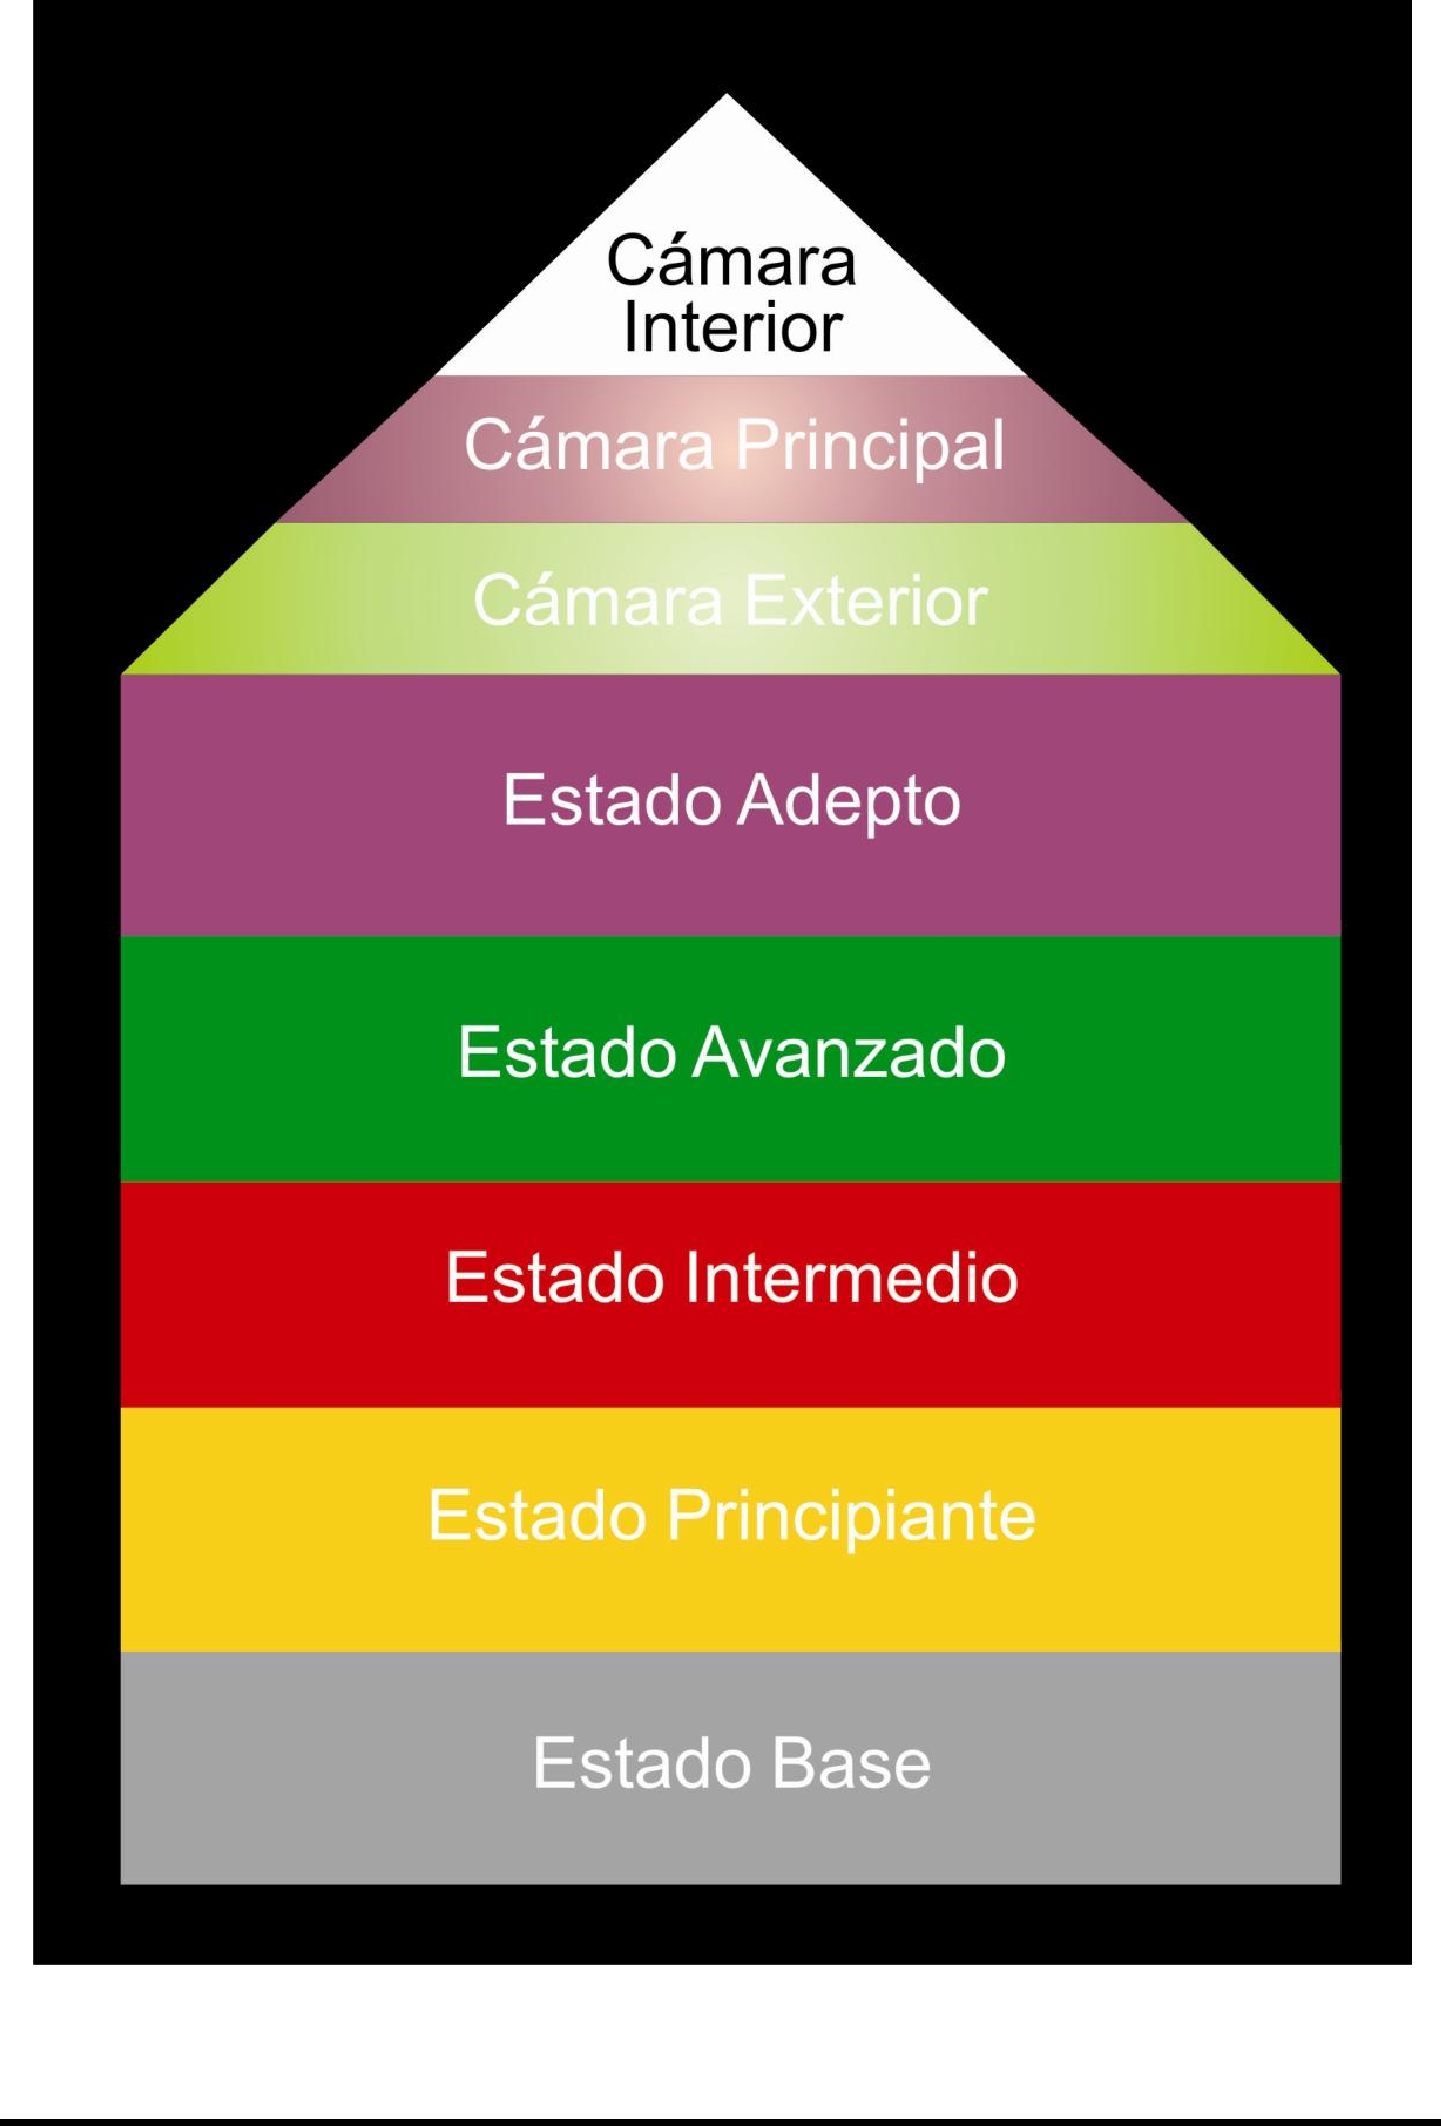 Cámara
Interior
Cámara Principal
Cámara Exterior
Estado Adepto
Estado Avanzado
Estado Intermedio
Estado Principiante
Estado Base